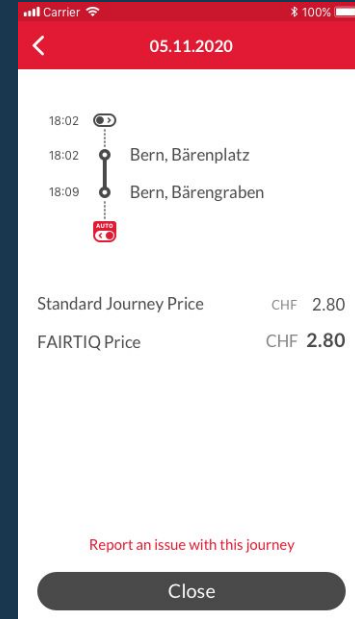 Carrier 100%
05.11.2020
18:02
18:02 Bern, Bärenplatz
18:09 Bern, Bärengraben
AUTO
Standard Journey Price CHF 2.80
FAIRTIQ Price CHF 2.80
Report an issue with this journey
Close